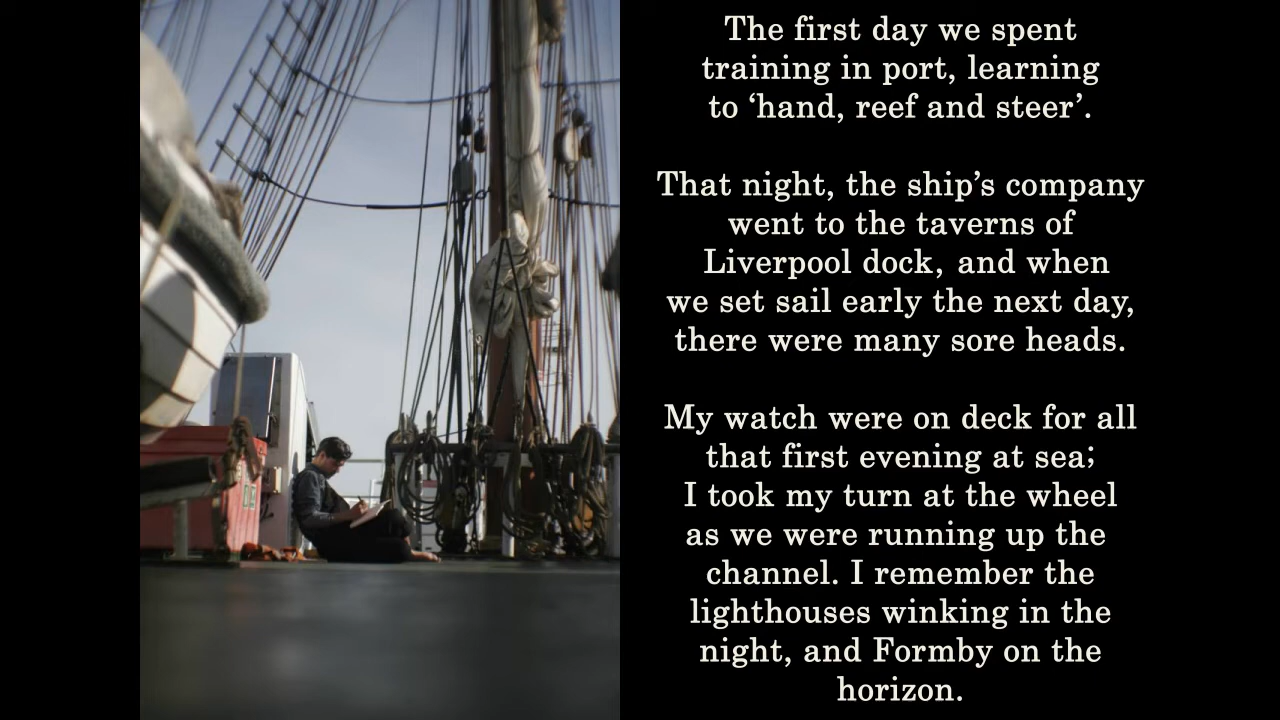 The first day we spent
training in port, learning
to ‘hand, reef and steer’.
That night, the ship’s company
went to the taverns of
Liverpool dock, and when
we set sail early the next day,
there were many sore heads.
My watch were on deck for all
that first evening at sea;
I took my turn at the wheel
as we were running up the
channel. I remember the
lighthouses winking in the
night, and Formby on the
horizon.